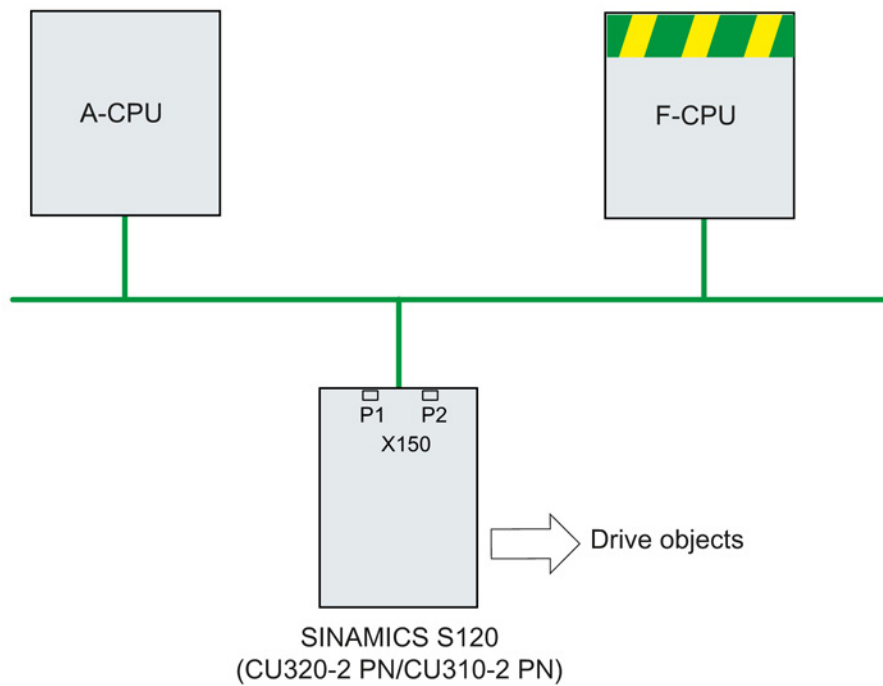 A-CPU
F-CPU
P1 P2
X150
Drive objects
SINAMICS S120
(CU320-2 PN/CU310-2 PN)